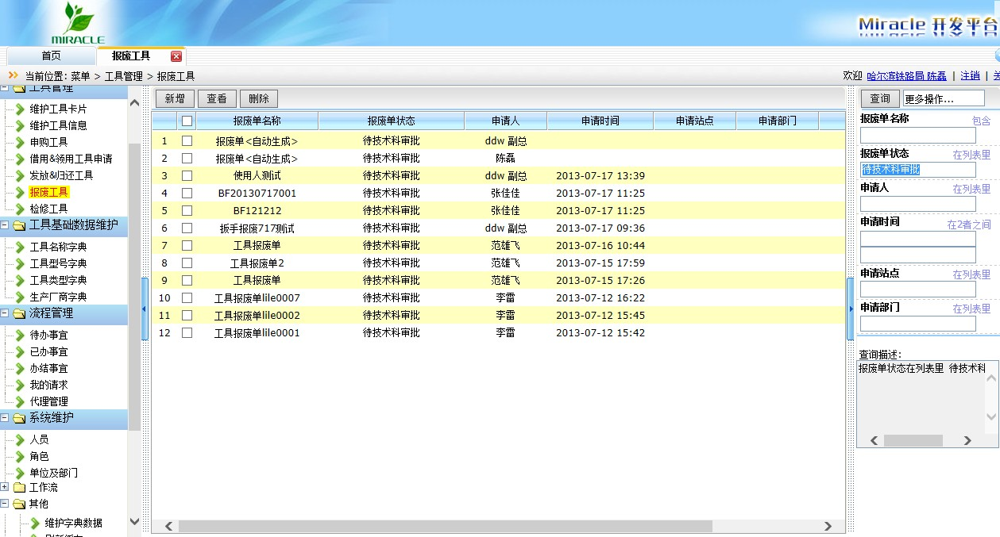 MIRACLE
Miracle 开发平台
首页
报废工具
当前位置: 菜单 > 工具管理 > 报废工具
欢迎 哈尔滨铁路局 陈磊 | 注销 |
工具管理
维护工具卡片
维护工具信息
申购工具
借用&领用工具申请
发放&归还工具
报废工具
检修工具
工具基础数据维护
工具名称字典
工具型号字典
工具类型字典
生产厂商字典
流程管理
待办事宜
已办事宜
办结事宜
我的请求
代理管理
系统维护
人员
角色
单位及部门
工作流
其他
维护字典数据
新增 查看 删除
报废单名称 报废单状态 申请人 申请时间 申请站点 申请部门
1 报废单<自动生成> 待技术科审批 ddw 副总
2 报废单<自动生成> 待技术科审批 陈磊
3 使用人测试 待技术科审批 ddw 副总 2013-07-17 13:39
4 BF20130717001 待技术科审批 张佳佳 2013-07-17 11:25
5 BF121212 待技术科审批 张佳佳 2013-07-17 11:25
6 扳手报废717测试 待技术科审批 ddw 副总 2013-07-17 09:36
7 工具报废单 待技术科审批 范雄飞 2013-07-16 10:44
8 工具报废单2 待技术科审批 范雄飞 2013-07-15 17:59
9 工具报废单 待技术科审批 范雄飞 2013-07-15 17:26
10 工具报废单lile0007 待技术科审批 李雷 2013-07-12 16:22
11 工具报废单lile0002 待技术科审批 李雷 2013-07-12 15:45
12 工具报废单lile0001 待技术科审批 李雷 2013-07-12 15:42
查询 更多操作...
报废单名称 包含
报废单状态 在列表里
待技术科审批
申请人 在列表里
申请时间 在2者之间
申请站点 在列表里
申请部门 在列表里
查询描述:
报废单状态在列表里 待技术科